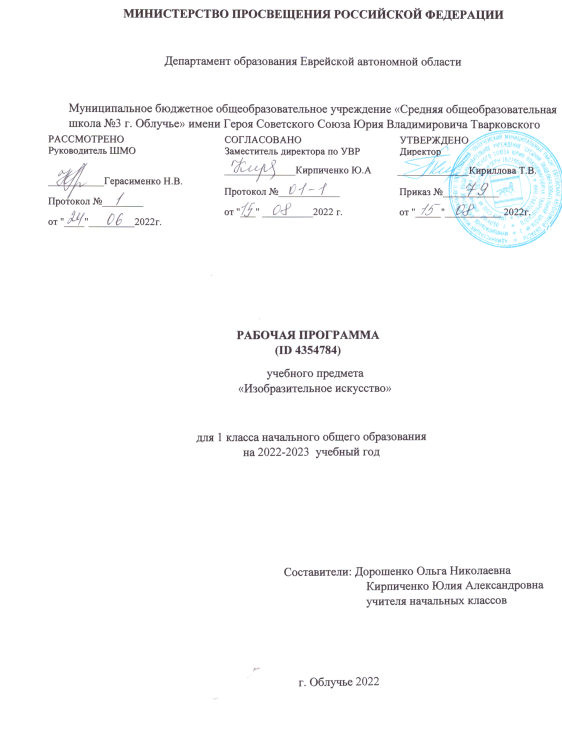 МИНИСТЕРСТВО ПРОСВЕЩЕНИЯ РОССИЙСКОЙ ФЕДЕРАЦИИ
Департамент образования Еврейской автономной области
Муниципальное бюджетное общеобразовательное учреждение «Средняя общеобразовательная
школа №3 г. Облучье» имени Героя Советского Союза Юрия Владимировича Тварковского
РАССМОТРЕНО
Руководитель ШМО
Герасименко Н.В.
Протокол № 1
от "24" 06 2022г.
СОГЛАСОВАНО
Заместитель директора по УВР
Кирпиченко Ю.А
Протокол № 01-1
от "15" 08 2022 г.
УТВЕРЖДЕНО
Директор
Кириллова Т.В.
Приказ № 79
от "15" 08 2022г.
РАБОЧАЯ ПРОГРАММА
(ID 4354784)
учебного предмета
«Изобразительное искусство»
для 1 класса начального общего образования
на 2022-2023 учебный год
Составители: Дорошенко Ольга Николаевна
Кирпиченко Юлия Александровна
учителя начальных классов
г. Облучье 2022